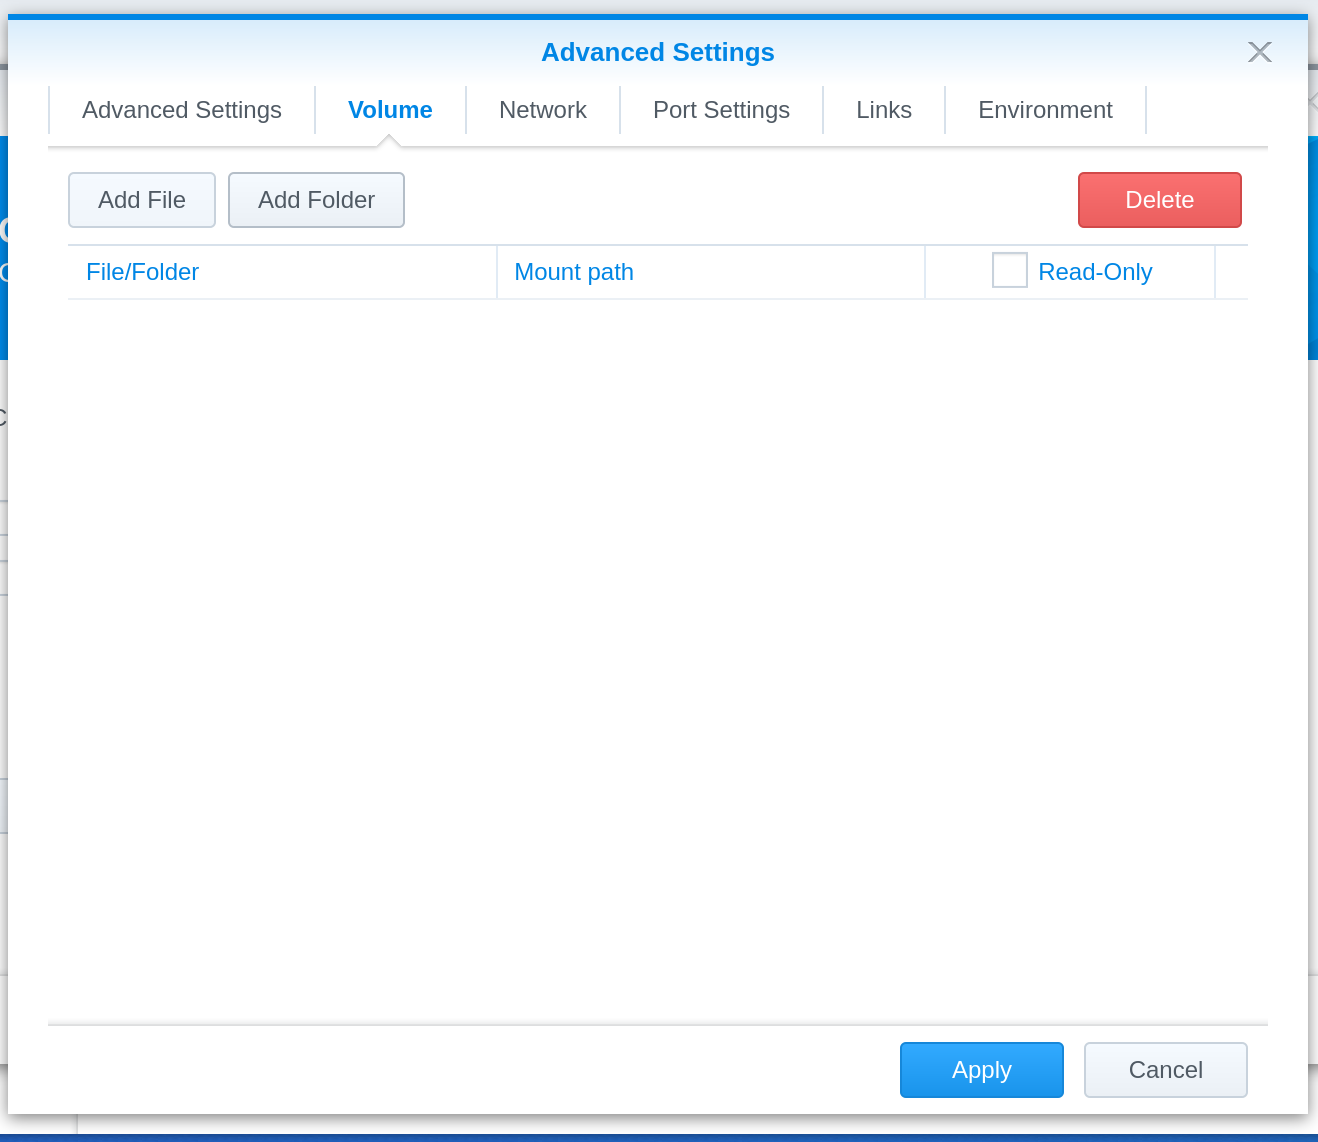 Advanced Settings
Advanced Settings Volume Network Port Settings Links Environment
Add File Add Folder Delete
File/Folder Mount path Read-Only
Apply Cancel